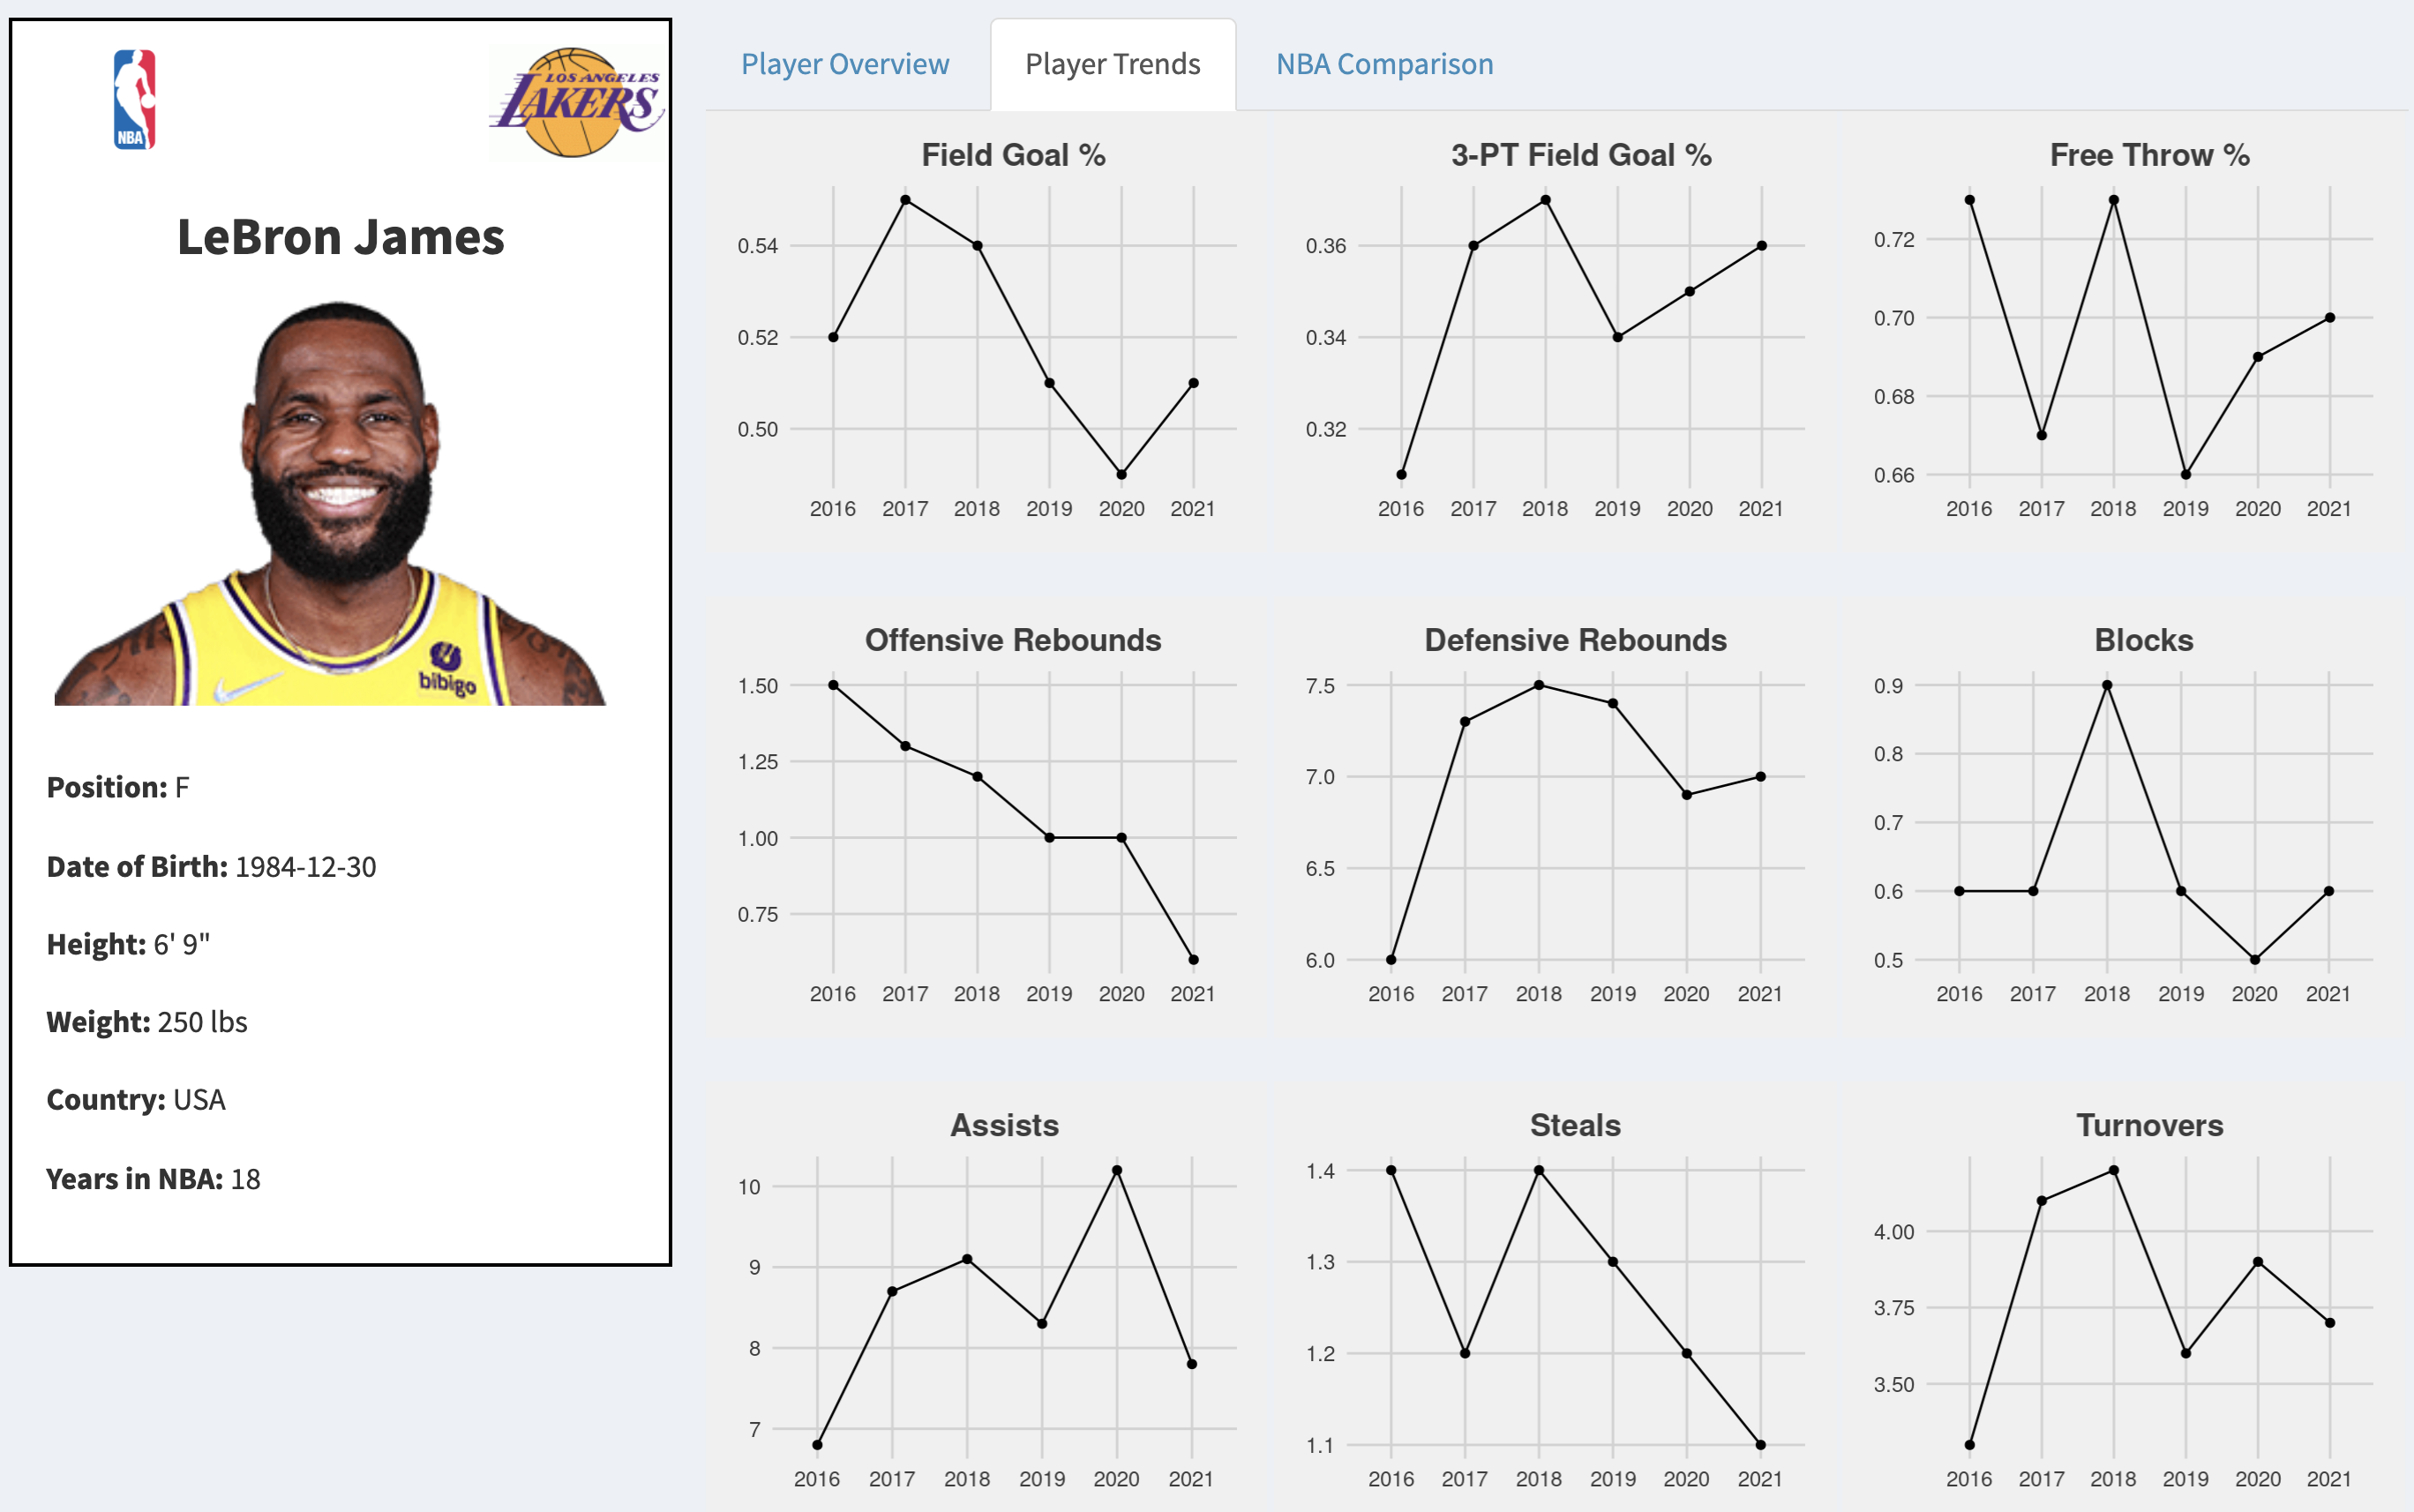 NBA
LOS ANGELES
LAKERS
LeBron James
bibigo
Position: F
Date of Birth: 1984-12-30
Height: 6' 9"
Weight: 250 lbs
Country: USA
Years in NBA: 18
Player Overview
Player Trends
NBA Comparison
Field Goal %
0.54
0.52
0.50
2016 2017 2018 2019 2020 2021
3-PT Field Goal %
0.36
0.34
0.32
2016 2017 2018 2019 2020 2021
Free Throw %
0.72
0.70
0.68
0.66
2016 2017 2018 2019 2020 2021
Offensive Rebounds
1.50
1.25
1.00
0.75
2016 2017 2018 2019 2020 2021
Defensive Rebounds
7.5
7.0
6.5
6.0
2016 2017 2018 2019 2020 2021
Blocks
0.9
0.8
0.7
0.6
0.5
2016 2017 2018 2019 2020 2021
Assists
10
9
8
7
2016 2017 2018 2019 2020 2021
Steals
1.4
1.3
1.2
1.1
2016 2017 2018 2019 2020 2021
Turnovers
4.00
3.75
3.50
2016 2017 2018 2019 2020 2021